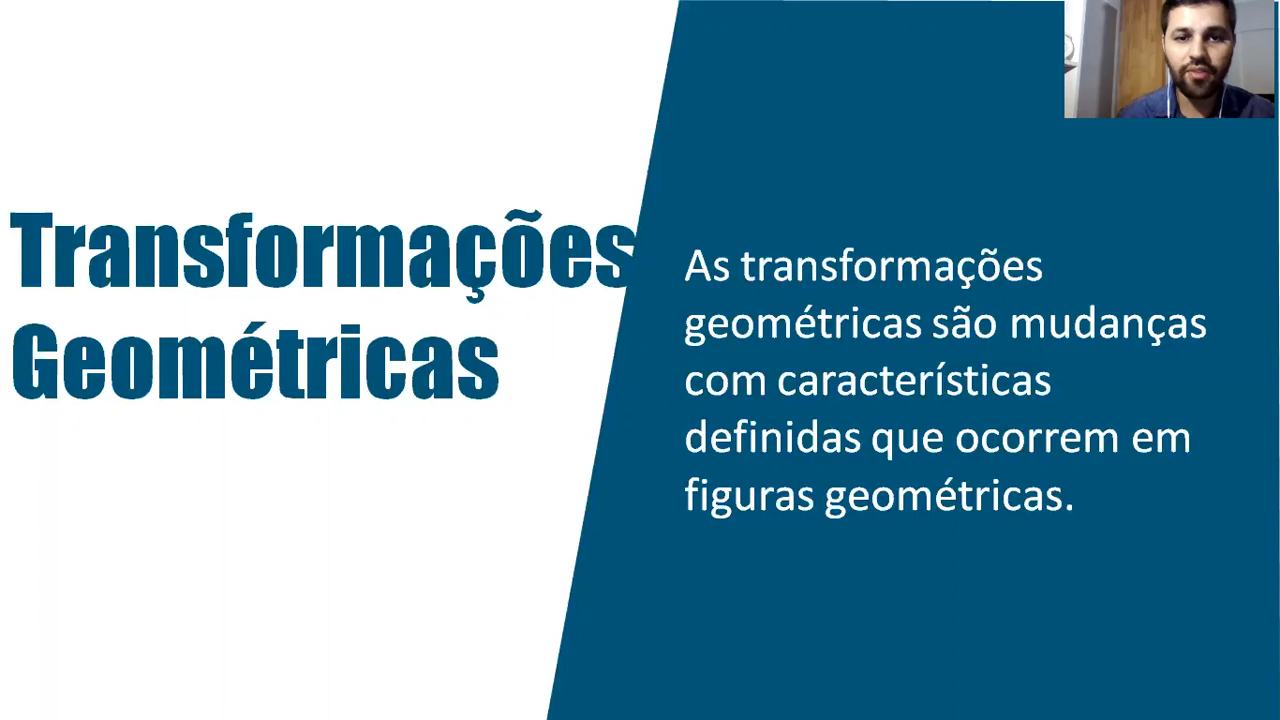 Transformações
Geométricas
As transformações
geométricas são mudanças
com características
definidas que ocorrem em
figuras geométricas.